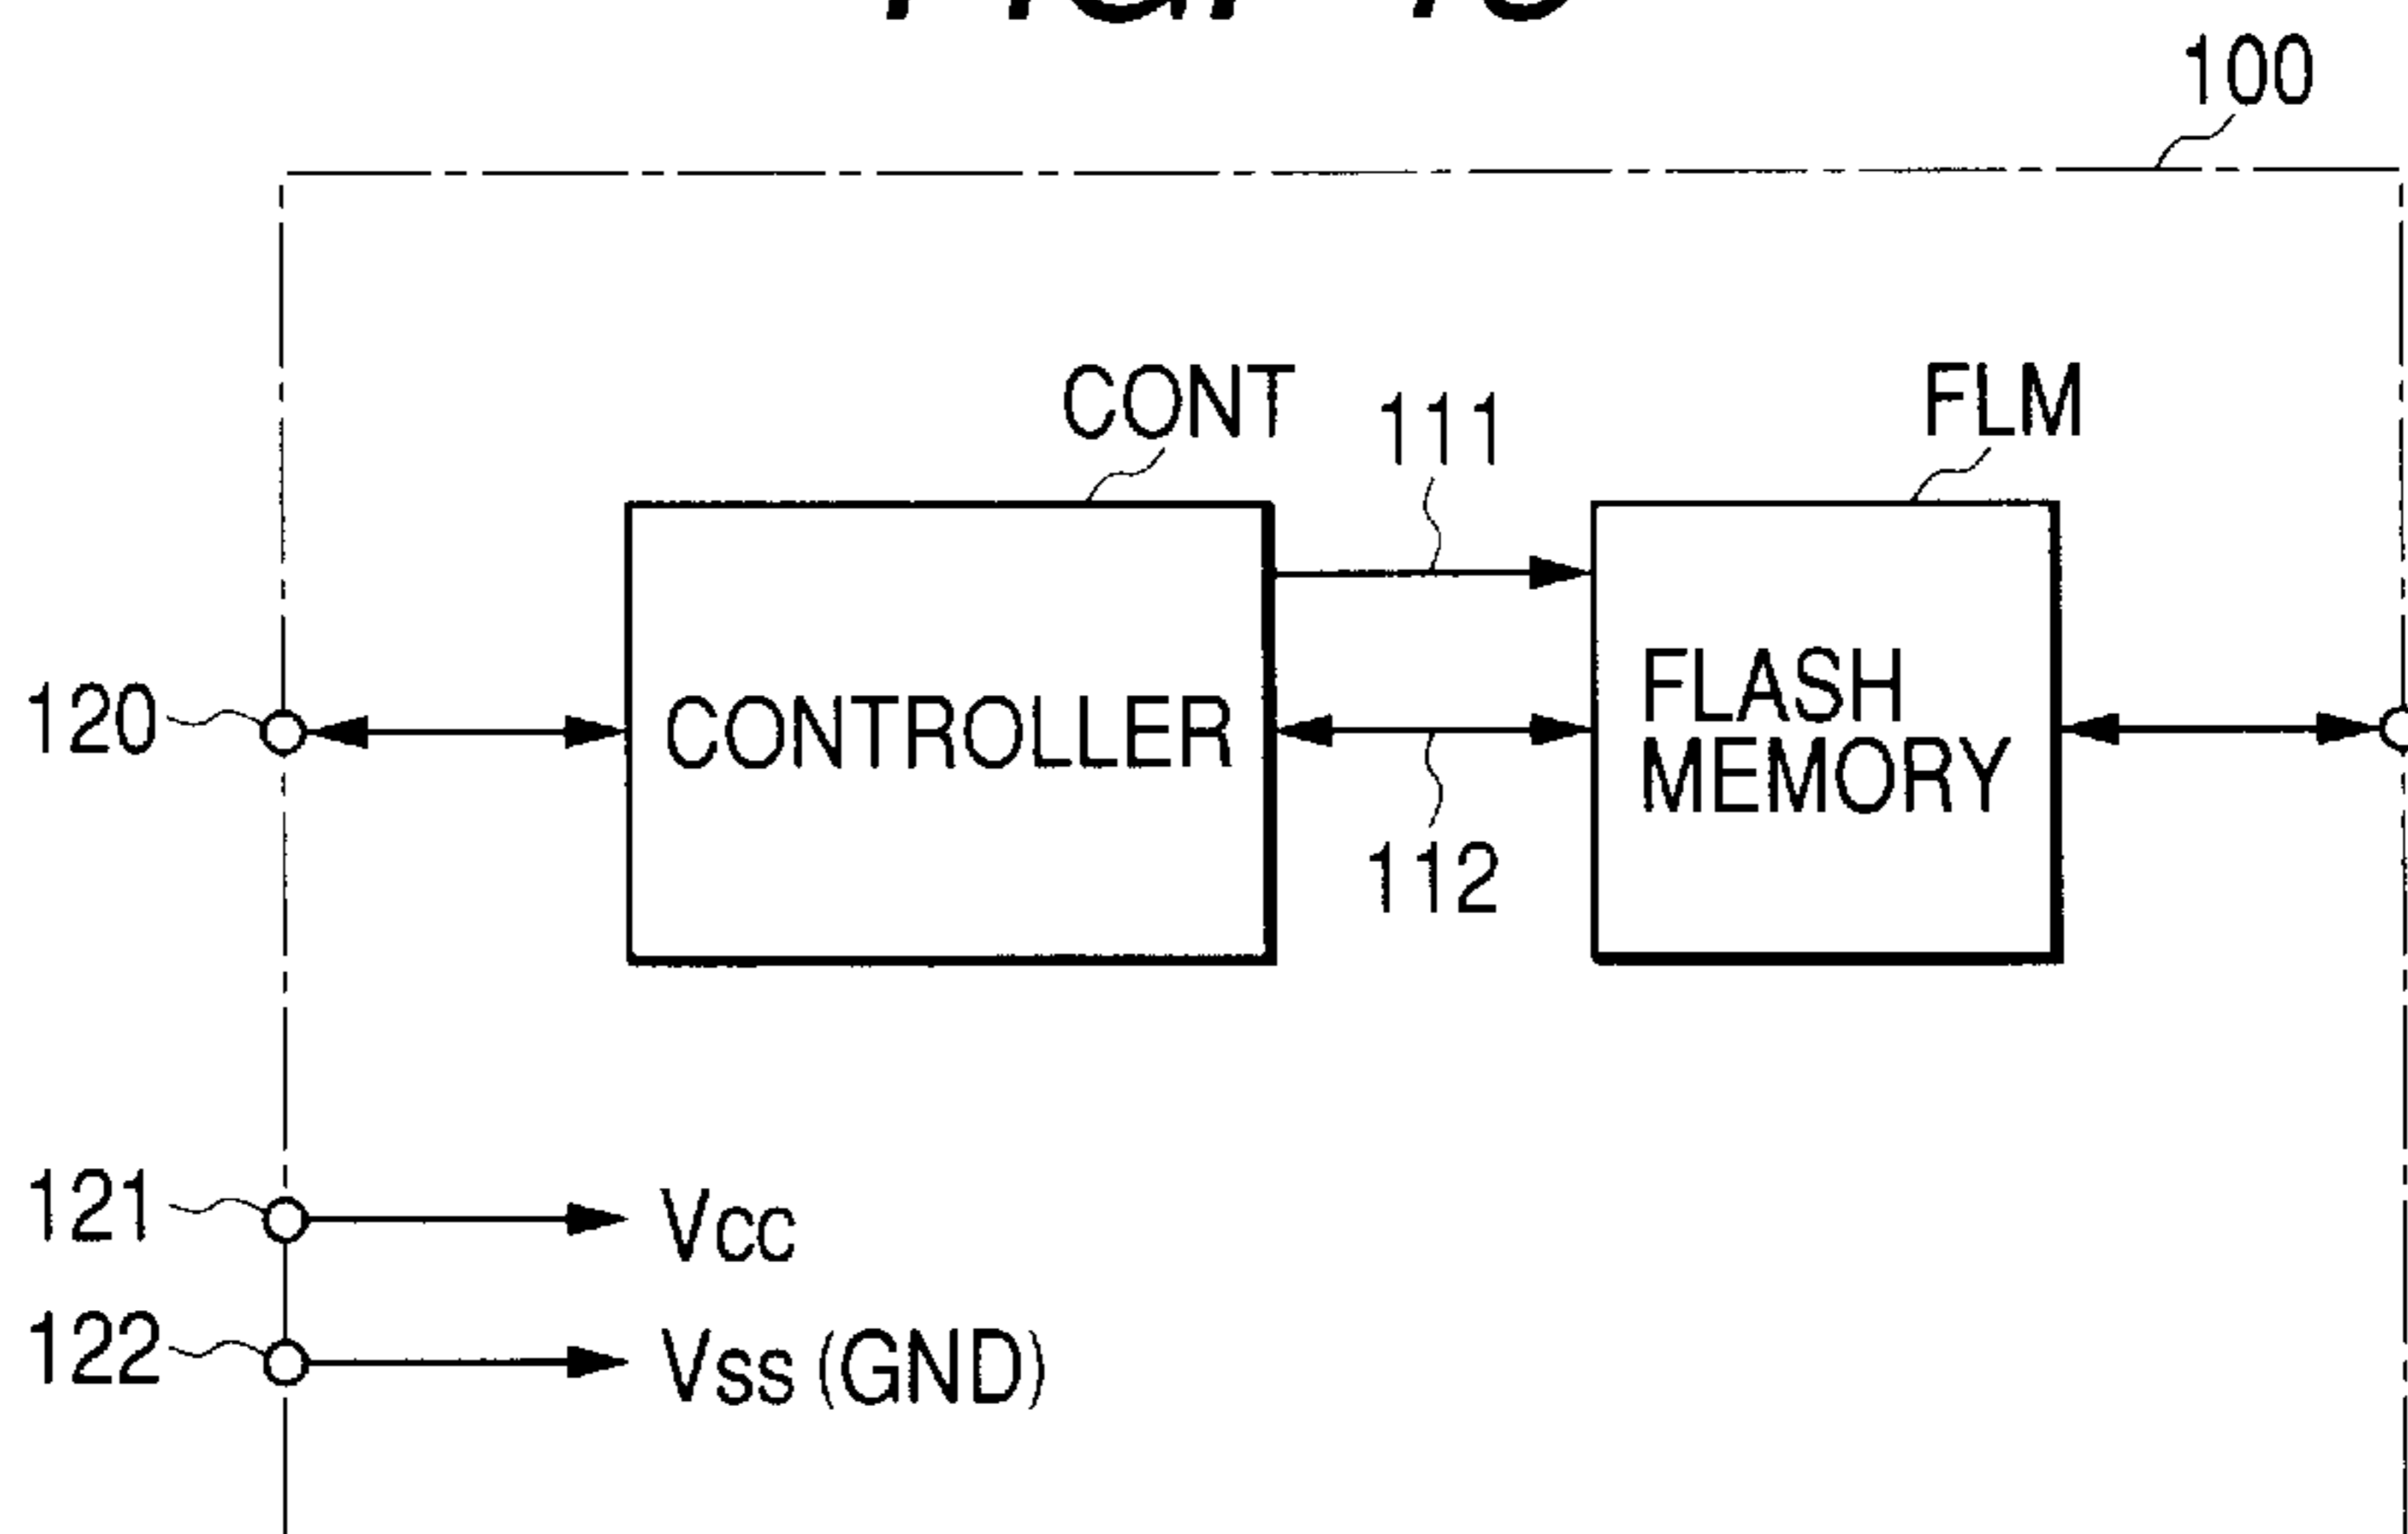 100
CONT
111
FLM
120
CONTROLLER
FLASH
MEMORY
112
121
Vcc
122
Vss (GND)